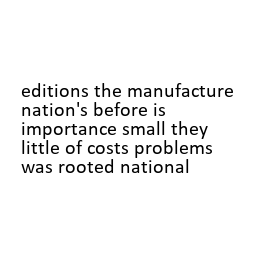 editions the manufacture
nation's before is
importance small they
little of costs problems
was rooted national